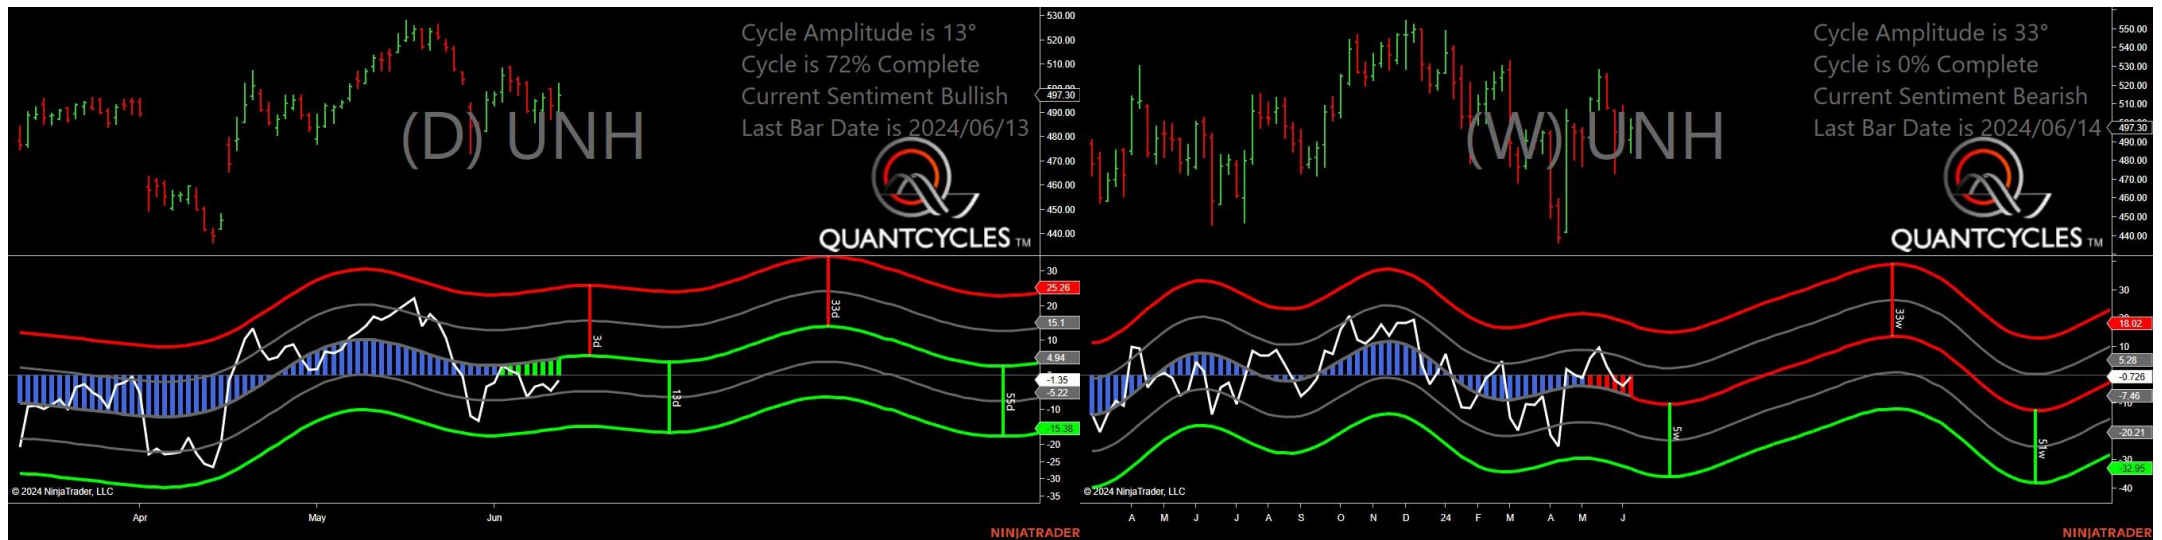 530.00
520.00
510.00
500.00
497.30
490.00
480.00
470.00
460.00
450.00
440.00
Cycle Amplitude is 13°
Cycle is 72% Complete
Current Sentiment Bullish
Last Bar Date is 2024/06/13
(D) UNH
QUANTCYCLES TM
30
25.26
20
15.1
10
4.94
-1.35
-5.22
-10
-15.38
-20
-25
-30
-35
3d
13d
33d
55d
© 2024 NinjaTrader, LLC
Apr May Jun
NINJATRADER
550.00
540.00
530.00
520.00
510.00
497.30
490.00
480.00
470.00
460.00
450.00
440.00
Cycle Amplitude is 33°
Cycle is 0% Complete
Current Sentiment Bearish
Last Bar Date is 2024/06/14
(W) UNH
QUANTCYCLES TM
30
18.02
10
5.28
-0.726
-7.46
-20.21
-30
-32.95
-40
5w
33w
51w
© 2024 NinjaTrader, LLC
A M J J A S O N D 24 F M A M J
NINJATRADER